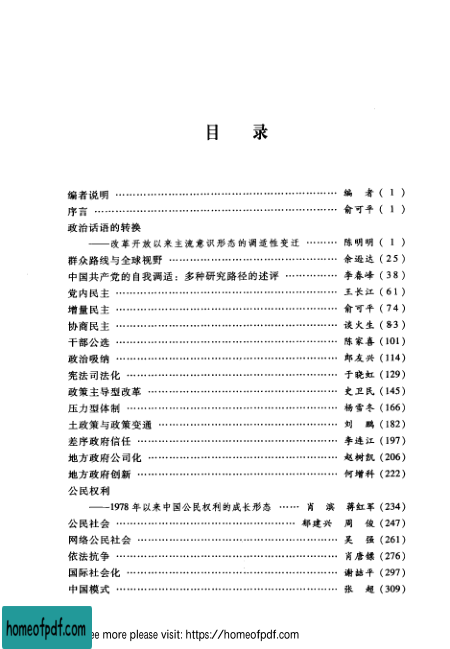 目 录
编者说明 …………………………………………… 编 者 ( 1 )
序言 …………………………………………… 俞可平 ( 1 )
政治话语的转换
——改革开放以来主流意识形态的调适性变迁 ……… 陈明明 ( 1 )
群众路线与全球视野 …………………………………………… 余逊达 ( 25 )
中国共产党的自我调适：多种研究路径的述评 …………… 李春峰 ( 38 )
党内民主 …………………………………………… 王长江 ( 61 )
增量民主 …………………………………………… 俞可平 ( 74 )
协商民主 …………………………………………… 谈火生 ( 83 )
干部公选 …………………………………………… 陈家喜 (101)
政治吸纳 …………………………………………… 郎友兴 (114)
宪法司法化 …………………………………………… 于晓虹 (129)
政策主导型改革 …………………………………………… 史卫民 (145)
压力型体制 …………………………………………… 杨雪冬 (166)
土政策与政策变通 …………………………………………… 刘 鹏 (182)
差序政府信任 …………………………………………… 李连江 (197)
地方政府公司化 …………………………………………… 赵树凯 (206)
地方政府创新 …………………………………………… 何增科 (222)
公民权利
——1978 年以来中国公民权利的成长形态 …… 肖 滨 蒋红军 (234)
公民社会 …………………………………………… 郁建兴 周 俊 (247)
网络公民社会 …………………………………………… 吴 强 (261)
依法抗争 …………………………………………… 肖唐镖 (276)
国际社会化 …………………………………………… 谢喆平 (297)
中国模式 …………………………………………… 张 超 (309)
homeofpdf.com
ee more please visit: https://homeofpdf.com